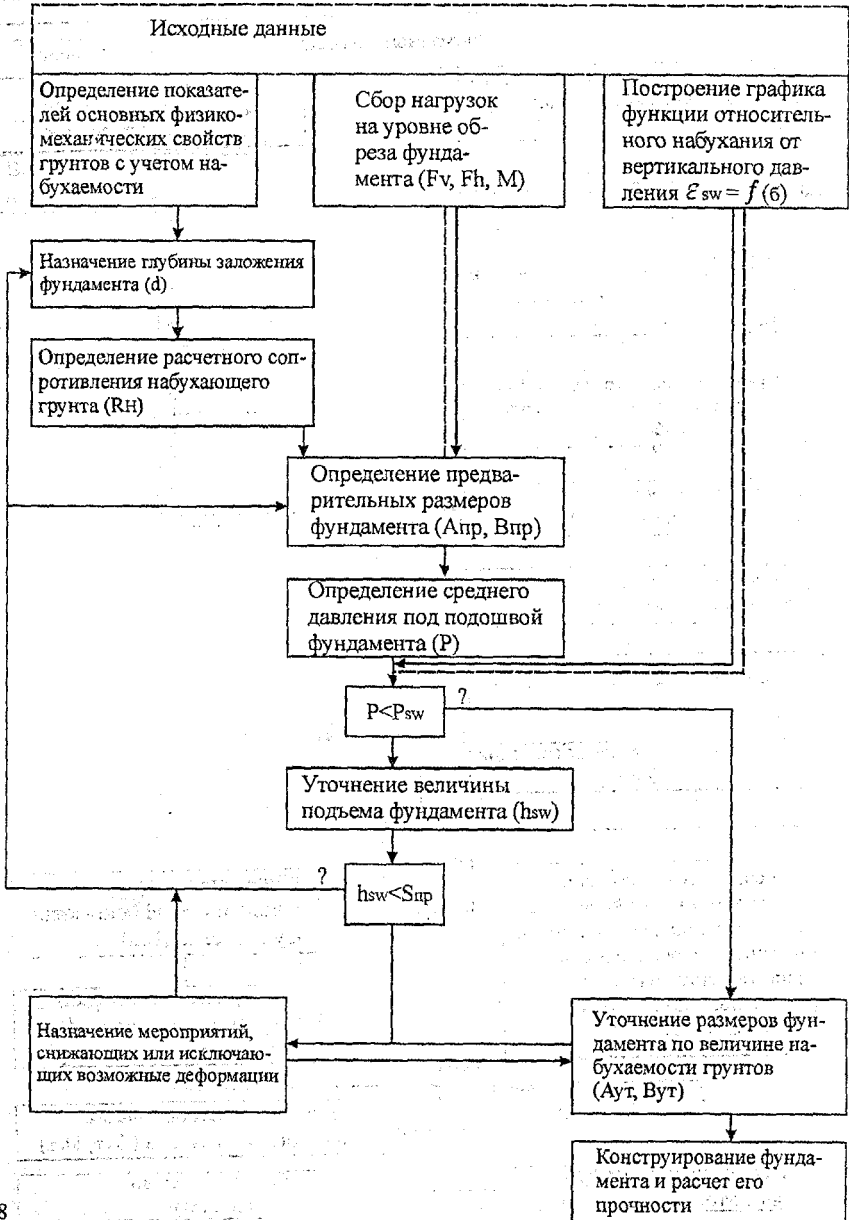 Исходные данные
Определение показате-
лей основных физико-
механических свойств
грунтов с учетом на-
бухаемости
Сбор нагрузок
на уровне об-
реза фунда-
мента (Fv, Fh, M)
Построение графика
функции относитель-
ного набухания от
вертикального дав-
ления Ɛsw = f (б)
Назначение глубины заложения
фундамента (d)
Определение расчетного соп-
ротивления набухающего
грунта (Rн)
Определение предва-
рительных размеров
фундамента (Апр, Впр)
Определение среднего
давления под подошвой
фундамента (Р)
P<Psw
?
Уточнение величины
подъема фундамента (hsw)
?
hsw<Sпр
Назначение мероприятий,
снижающих или исключаю-
щих возможные деформации
Уточнение размеров фун-
дамента по величине на-
бухаемости грунтов
(Аут, Вут)
Конструирование фунда-
мента и расчет его
прочности
8